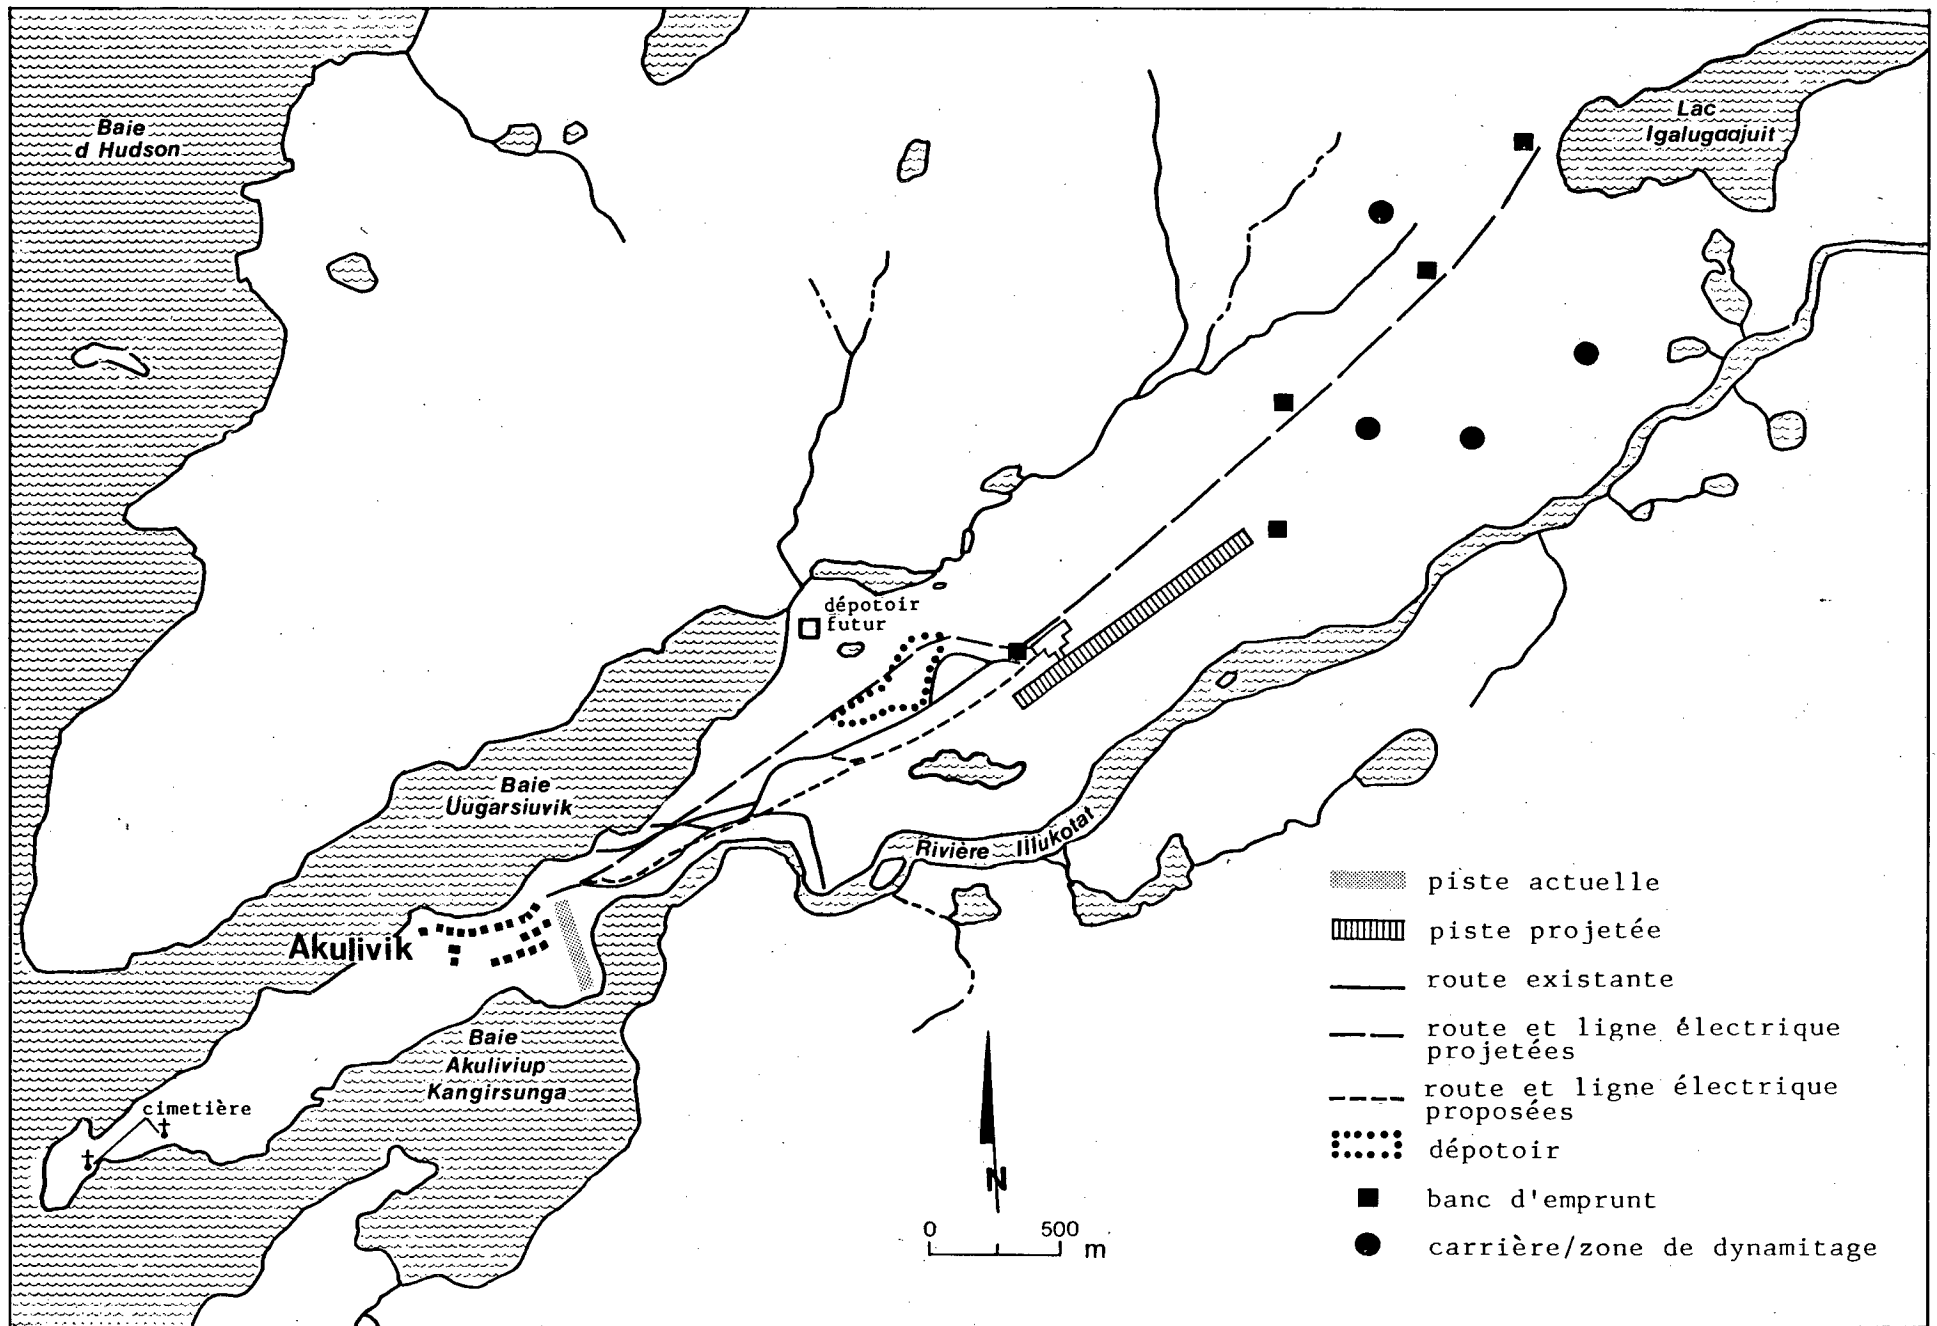 Baie
d Hudson
Lac
Igalugaajuit
dépotoir
futur
Baie
Uugarsiuvik
Rivière Illukotat
Akulivik
Baie
Akuliviup
Kangirsunga
cimetière
N
0 500
m
piste actuelle
piste projetée
route existante
route et ligne électrique
projetées
route et ligne électrique
proposées
dépotoir
banc d'emprunt
carrière/zone de dynamitage